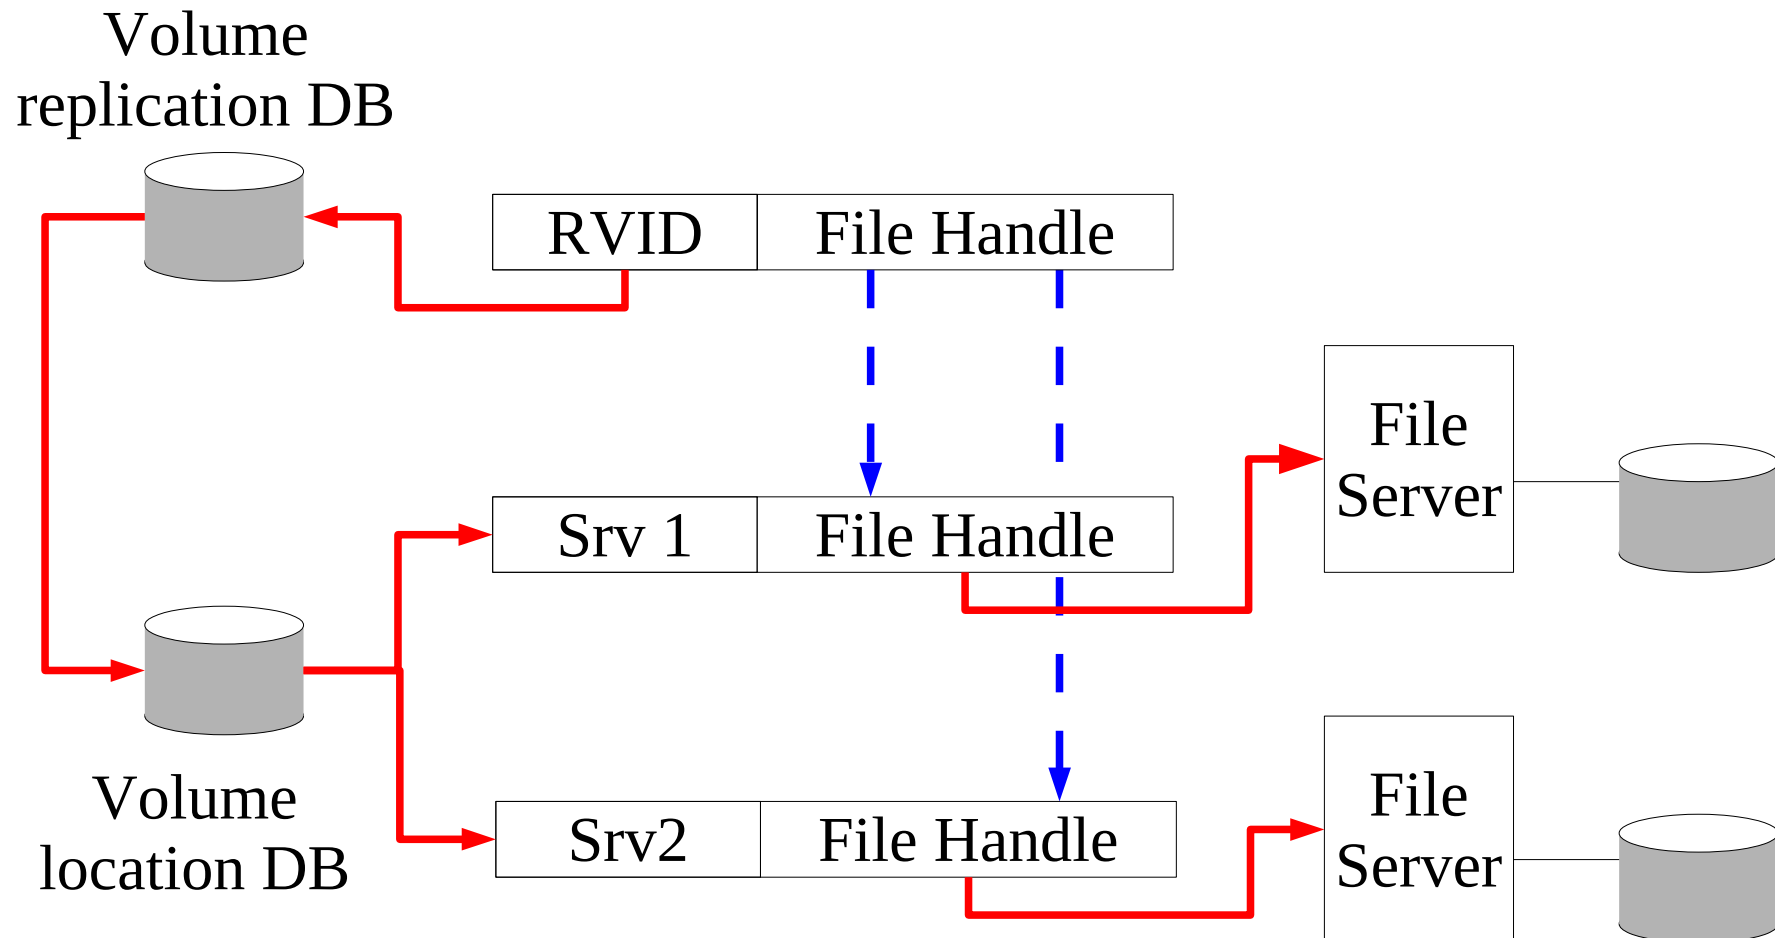 Volume
replication DB
RVID File Handle
File
Server
Srv 1 File Handle
Volume
location DB
Srv2 File Handle
File
Server